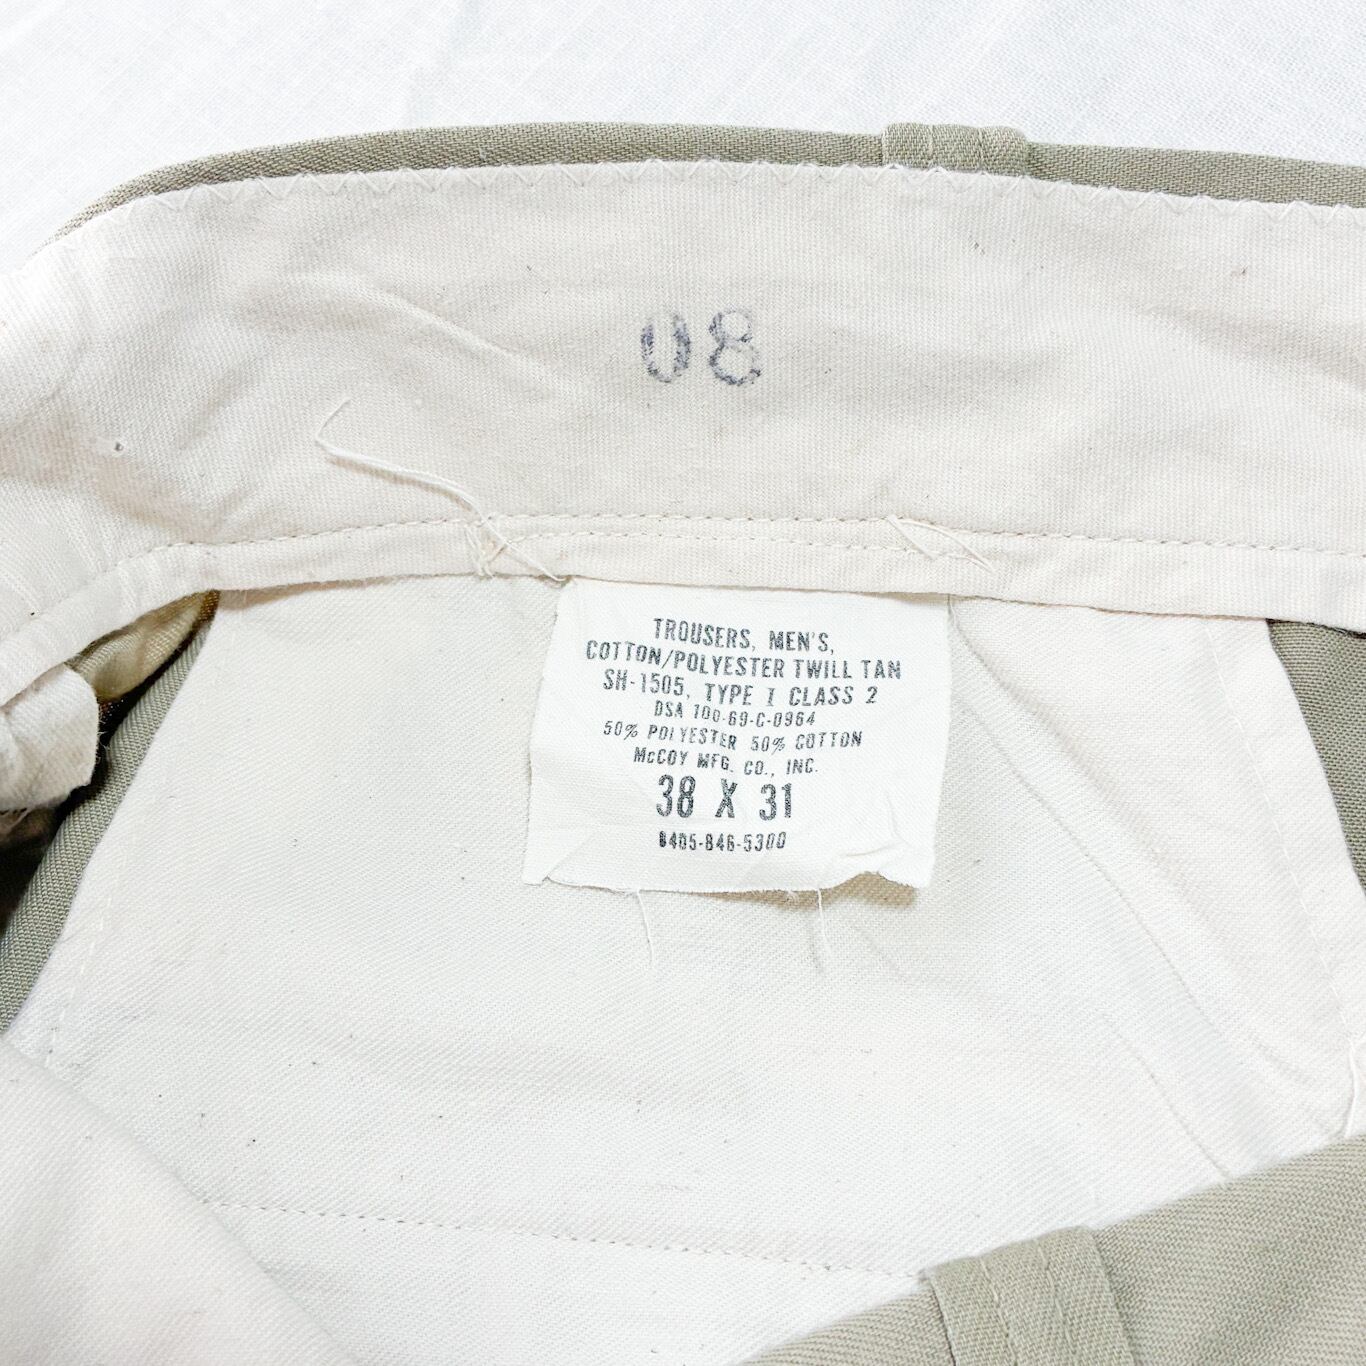 08
TROUSERS, MEN'S,
COTTON/POLYESTER TWILL TAN
SH-1505, TYPE I CLASS 2
DSA 100-69-C-0964
50% POLYESTER 50% COTTON
McCOY MFG. CO., INC.
38 X 31
8405-846-5300